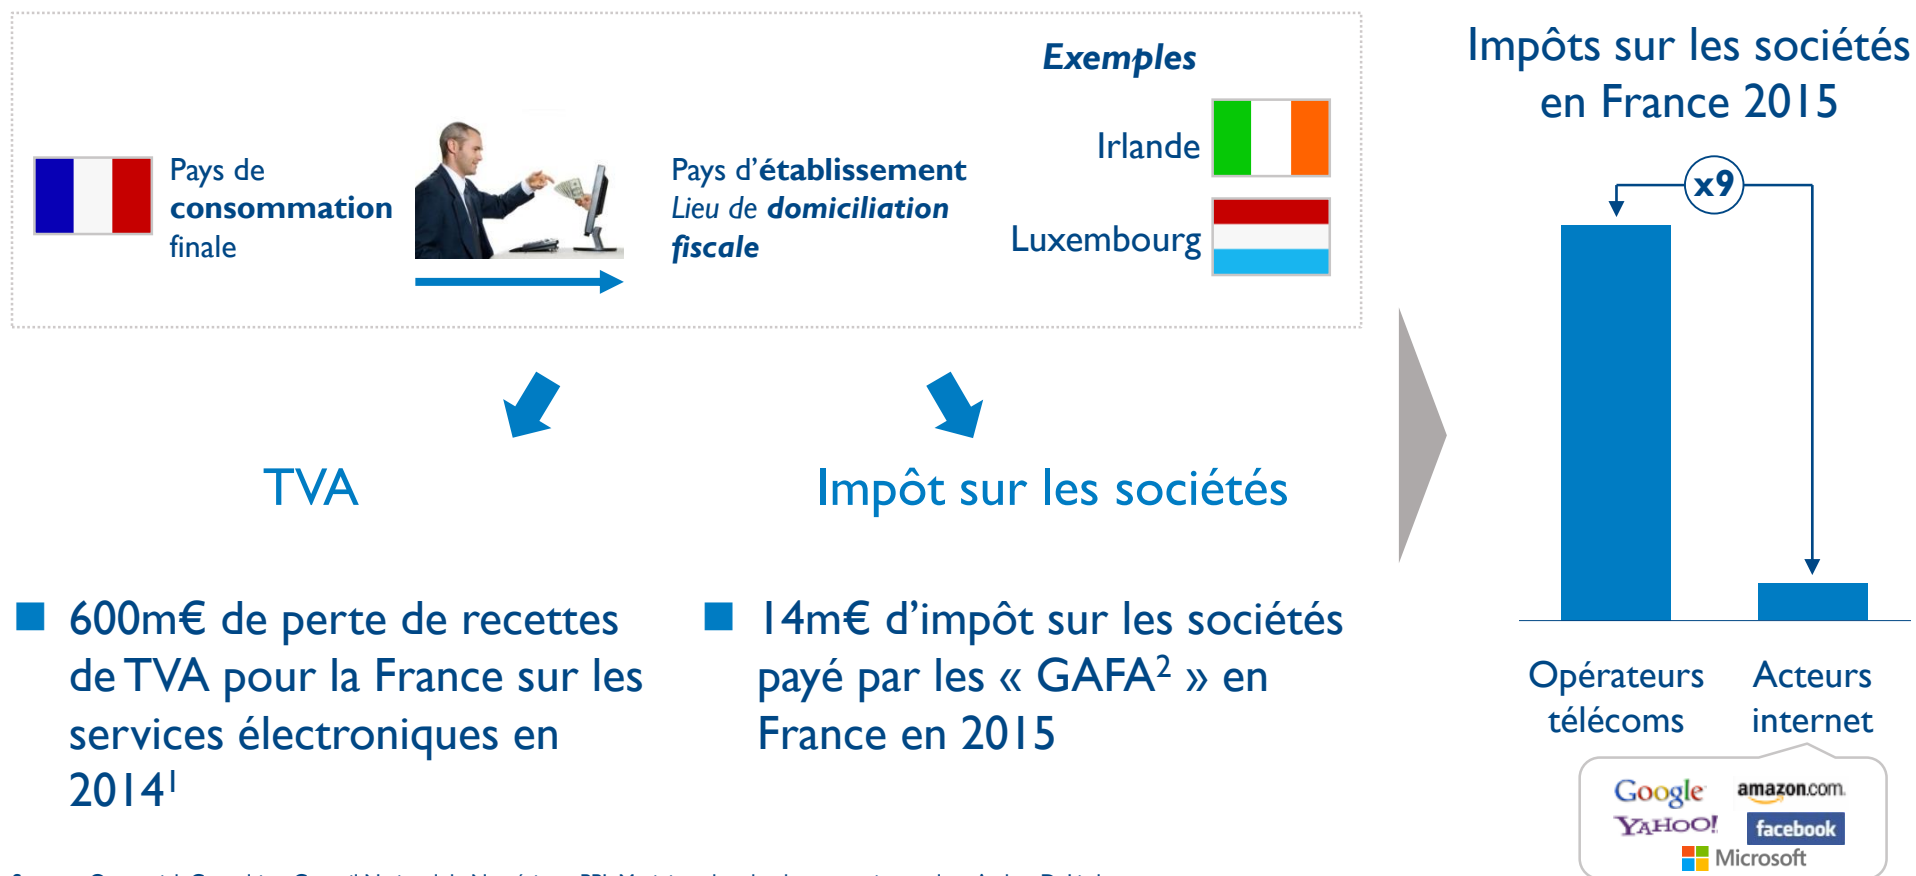 Exemples
Pays de
consommation
finale
Pays d’établissement
Lieu de domiciliation
fiscale
Irlande
Luxembourg
TVA
Impôt sur les sociétés
600m€ de perte de recettes
de TVA pour la France sur les
services électroniques en
2014¹
14m€ d’impôt sur les sociétés
payé par les « GAFA² » en
France en 2015
Impôts sur les sociétés
en France 2015
x9
Opérateurs
télécoms
Acteurs
internet
Google
amazon.com.
YAHOO!
facebook
Microsoft